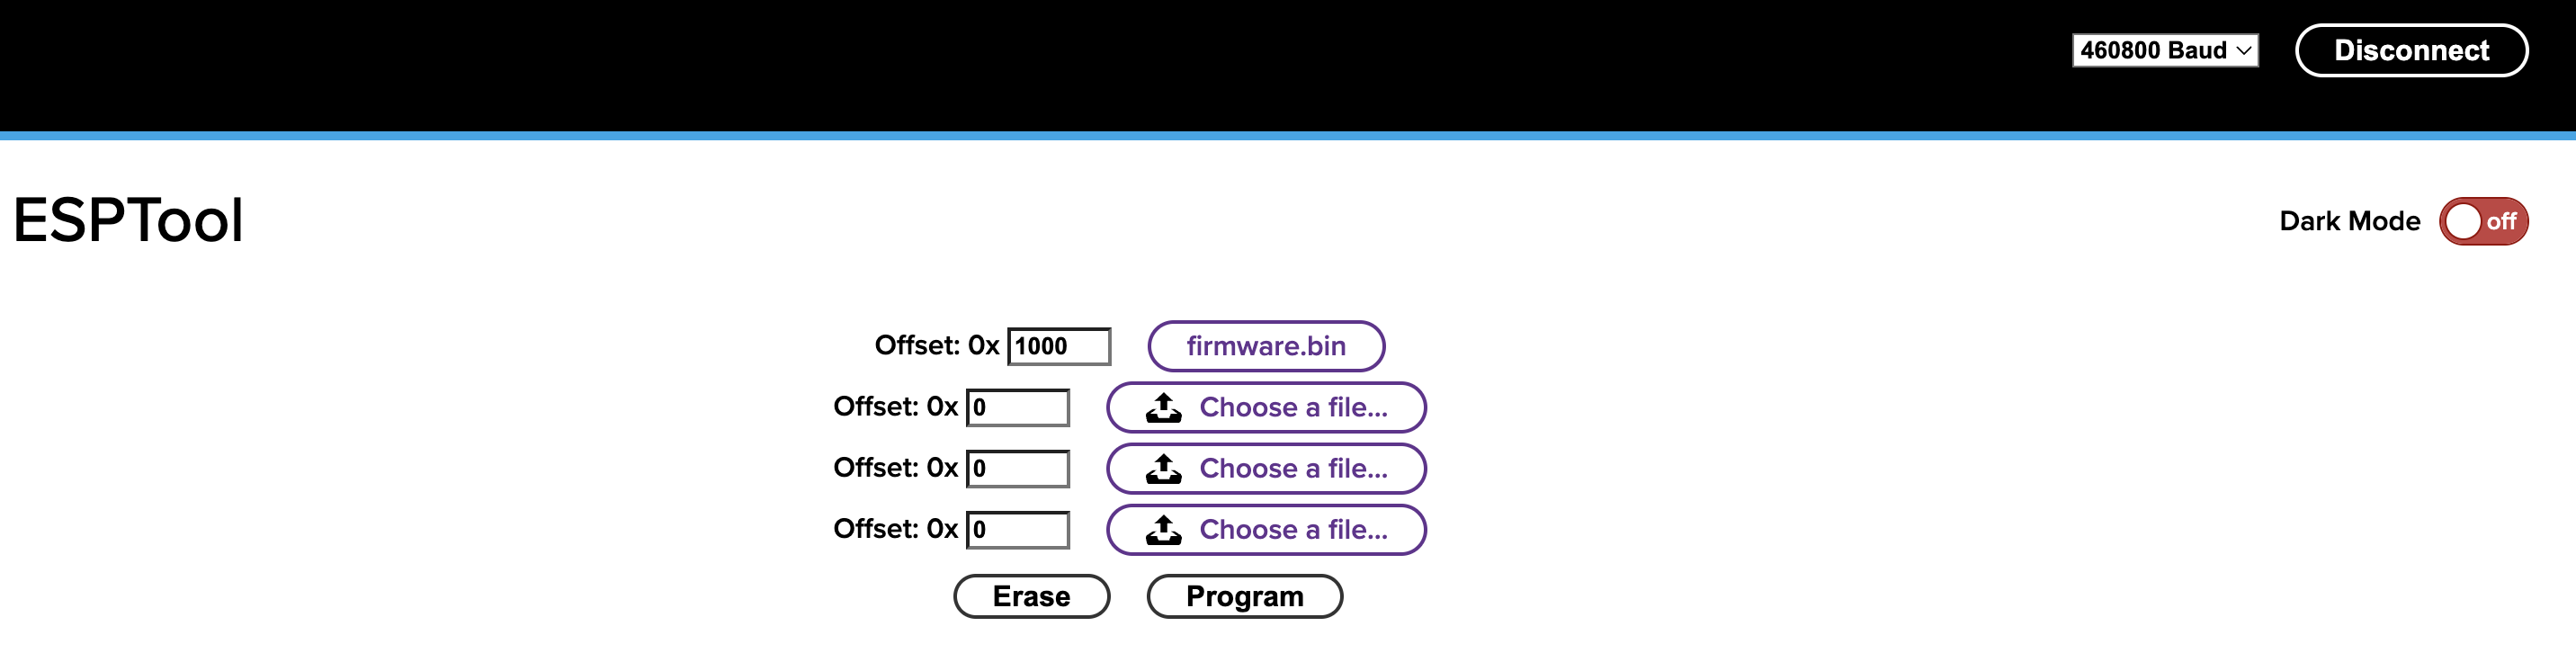 460800 Baud Disconnect
ESPTool
Dark Mode off
Offset: 0x 1000 firmware.bin
Offset: 0x 0 Choose a file...
Offset: 0x 0 Choose a file...
Offset: 0x 0 Choose a file...
Erase Program